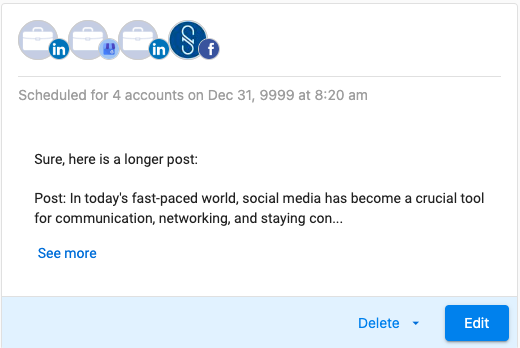 in
in
f
Scheduled for 4 accounts on Dec 31, 9999 at 8:20 am
Sure, here is a longer post:
Post: In today's fast-paced world, social media has become a crucial tool
for communication, networking, and staying con...
See more
Delete
Edit